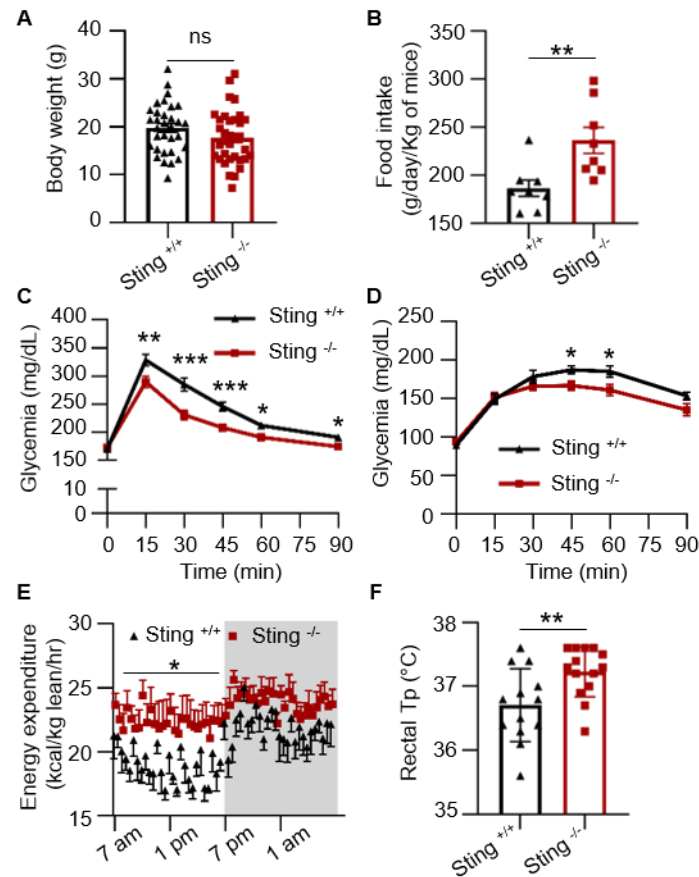 A
Body weight (g)
40
30
20
10
0
ns
Sting +/+
Sting -/-
B
Food intake
(g/day/Kg of mice)
300
250
200
150
**
Sting +/+
Sting -/-
C
Glycemia (mg/dL)
400
350
300
250
200
150
10
0
**
***
***
*
*
Sting +/+
Sting -/-
0 15 30 45 60 75 90
Time (min)
D
Glycemia (mg/dL)
250
200
150
100
50
0
*
*
Sting +/+
Sting -/-
0 15 30 45 60 75 90
Time (min)
E
Energy expenditure
(kcal/kg lean/hr)
30
25
20
15
Sting +/+
Sting -/-
*
7 am
1 pm
7 pm
1 am
F
Rectal Tp (°C)
38
37
36
35
**
Sting +/+
Sting -/-